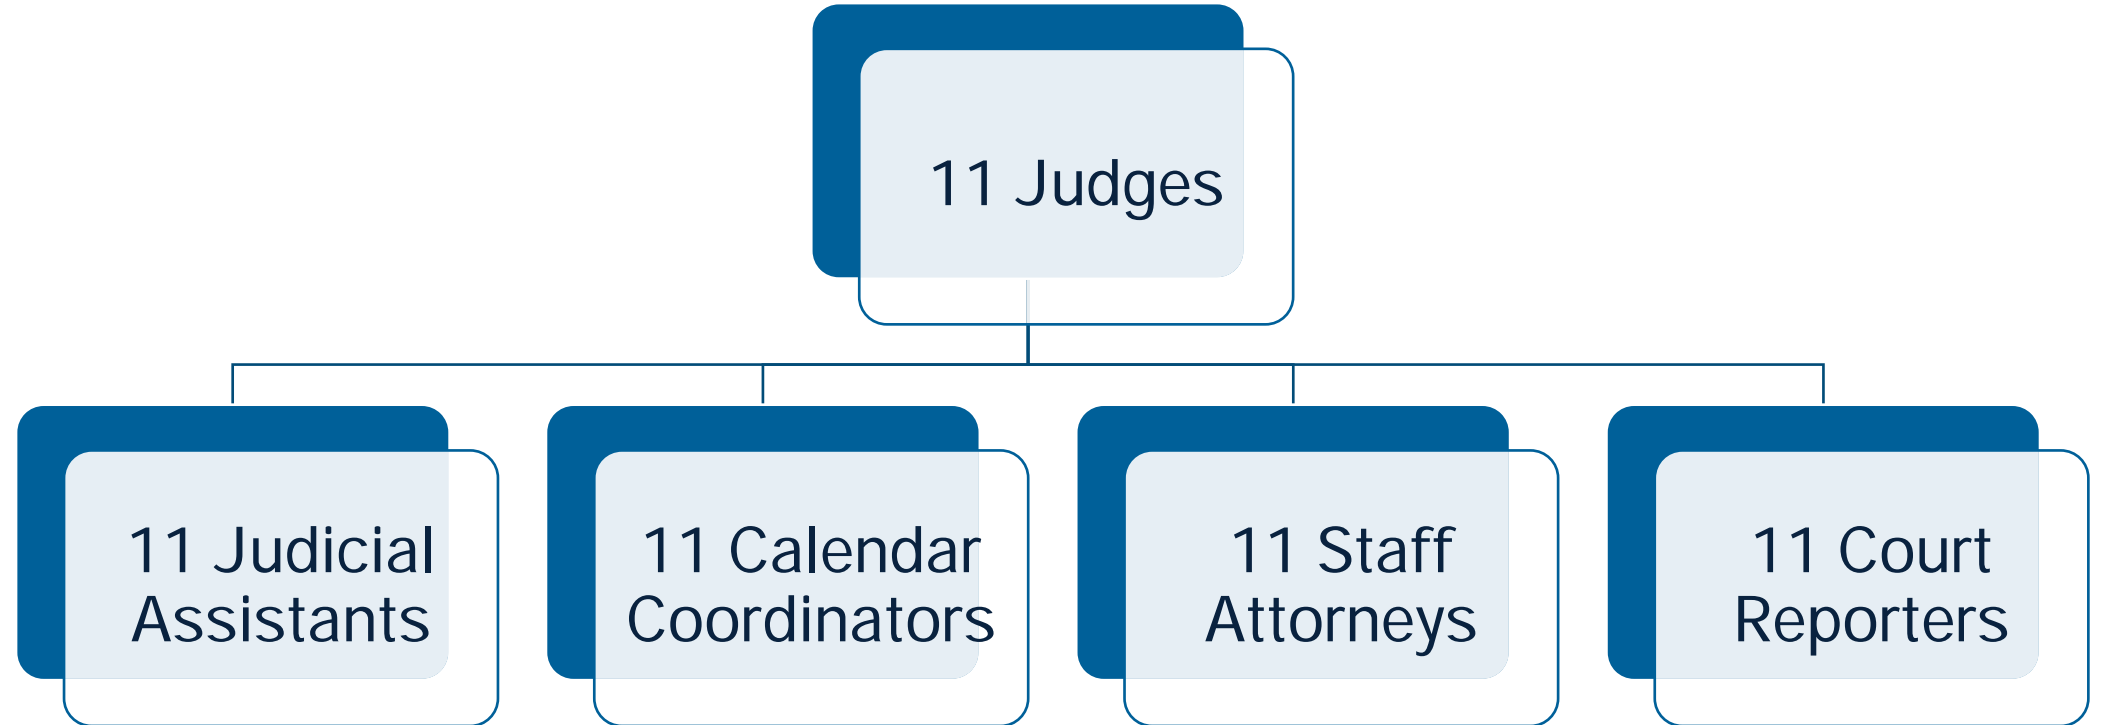 11 Judges
11 Judicial
Assistants
11 Calendar
Coordinators
11 Staff
Attorneys
11 Court
Reporters